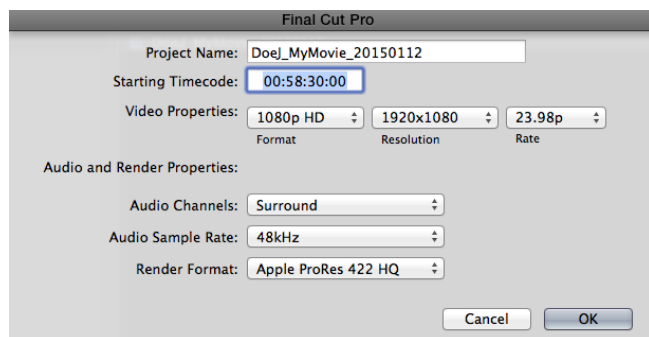 Final Cut Pro
Project Name: DoeJ_MyMovie_20150112
Starting Timecode: 00:58:30:00
Video Properties: 1080p HD 1920x1080 23.98p
Format Resolution Rate
Audio and Render Properties:
Audio Channels: Surround
Audio Sample Rate: 48kHz
Render Format: Apple ProRes 422 HQ
Cancel OK